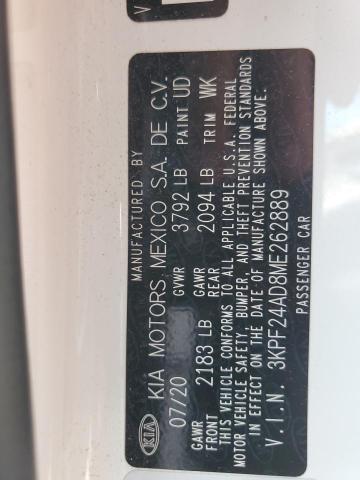 MANUFACTURED BY
KIA KIA MOTORS MEXICO S.A. DE C.V.
07/20 GVWR 3792 LB PAINT UD
GAWR FRONT 2183 LB GAWR REAR 2094 LB TRIM WK
THIS VEHICLE CONFORMS TO ALL APPLICABLE U.S.A. FEDERAL
MOTOR VEHICLE SAFETY, BUMPER, AND THEFT PREVENTION STANDARDS
IN EFFECT ON THE DATE OF MANUFACTURE SHOWN ABOVE.
V.I.N. 3KPF24AD8ME262889
PASSENGER CAR
V